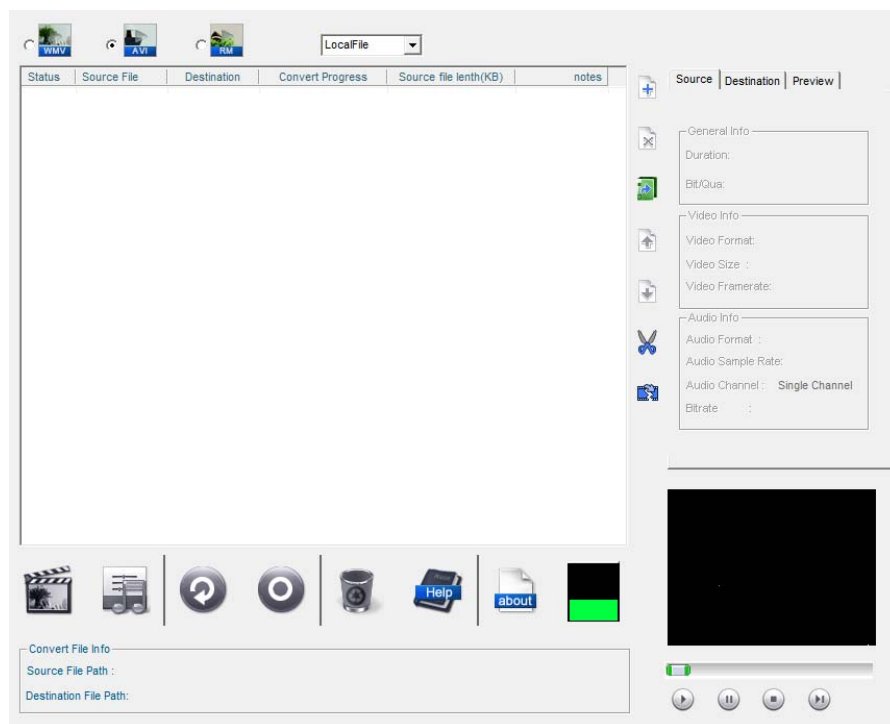 WMV AVI RM LocalFile
Status Source File Destination Convert Progress Source file lenth(KB) notes
Source Destination Preview
General Info
Duration:
Bit/Qua:
Video Info
Video Format:
Video Size :
Video Framerate:
Audio Info
Audio Format :
Audio Sample Rate:
Audio Channel : Single Channel
Bitrate :
Help about
Convert File Info
Source File Path :
Destination File Path: